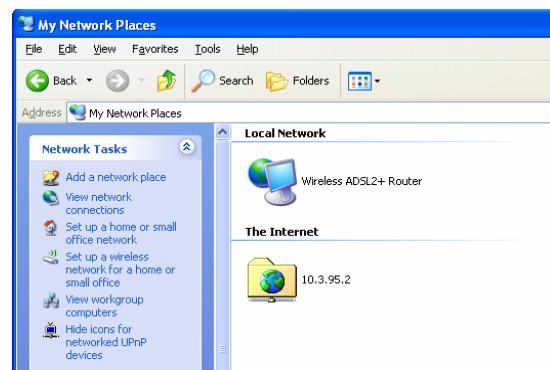 My Network Places
File Edit View Favorites Tools Help
Back Search Folders
Address My Network Places
Network Tasks
Add a network place
View network
connections
Set up a home or small
office network
Set up a wireless
network for a home or
small office
View workgroup
computers
Hide icons for
networked UPnP
devices
Local Network
Wireless ADSL2+ Router
The Internet
10.3.95.2